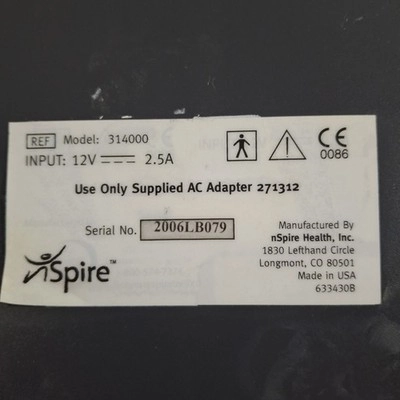 REF Model: 314000
INPUT: 12V 2.5A
CE
0086
Use Only Supplied AC Adapter 271312
Serial No. 2006LB079
nSpire™
Manufactured By
nSpire Health, Inc.
1830 Lefthand Circle
Longmont, CO 80501
Made in USA
633430B